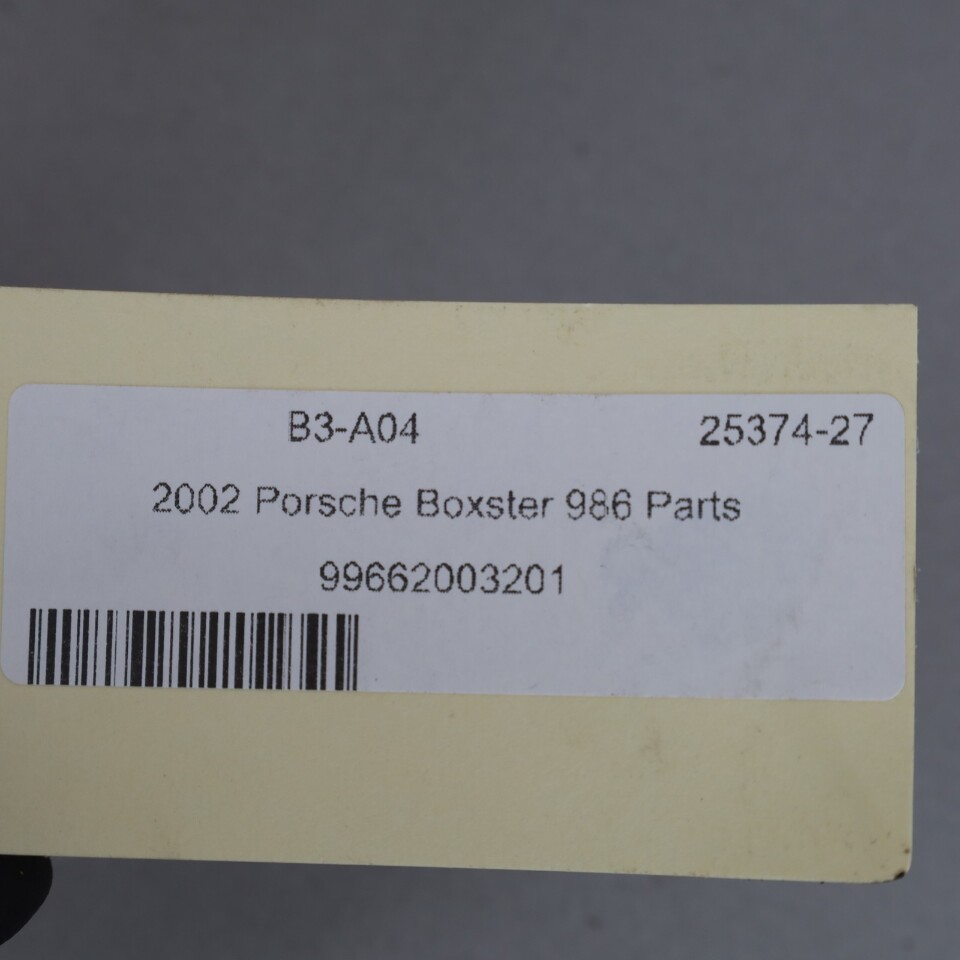 B3-A04 25374-27
2002 Porsche Boxster 986 Parts
99662003201